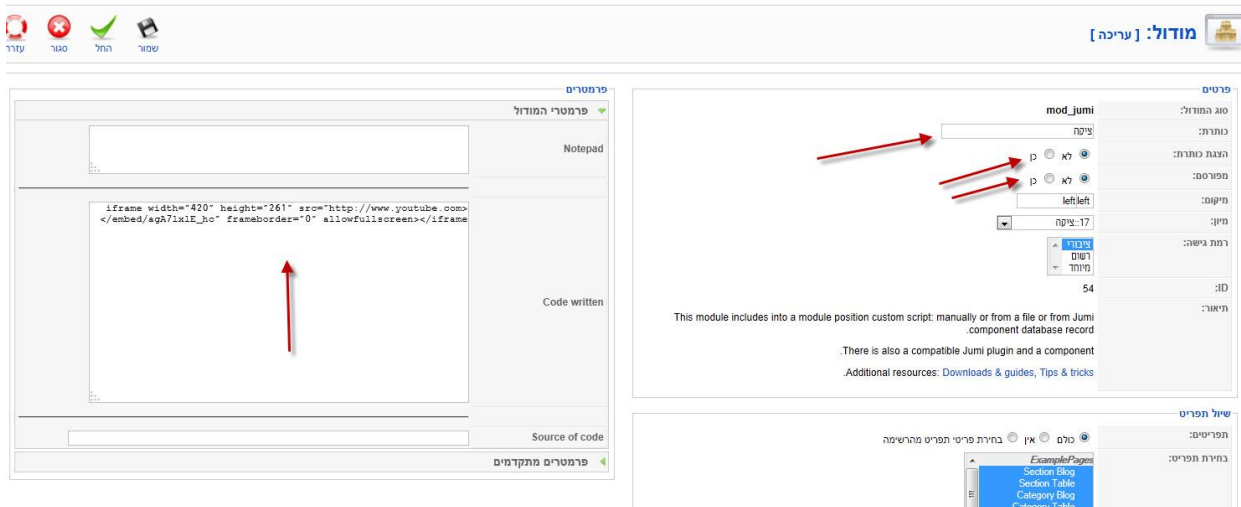 מודול: [ עריכה ]
שמור
החל
סגור
עזרה
פרטים
סוג המודול: mod_jumi
כותרת: ציקה
הצגת כותרת: לא כן
מפורסם: לא כן
מיקום: left|left
מיון: 17::ציקה
רמת גישה: ציבורי
רשום
מיוחד
ID: 54
תיאור: This module includes into a module position custom script: manually or from a file or from Jumi
.component database record
.There is also a compatible Jumi plugin and a component
.Additional resources: Downloads & guides, Tips & tricks
שיוך תפריט
תפריטים: כולם אין בחירת פריטי תפריט מהרשימה
בחירת תפריט: ExamplePages
Section Blog
Section Table
Category Blog
Category Table
פרמטרים
פרמטרי המודול
Notepad
Code written
iframe width="420" height="261" src="http://www.youtube.com>
</embed/agA7lxlE_hc" frameborder="0" allowfullscreen></iframe
Source of code
פרמטרים מתקדמים